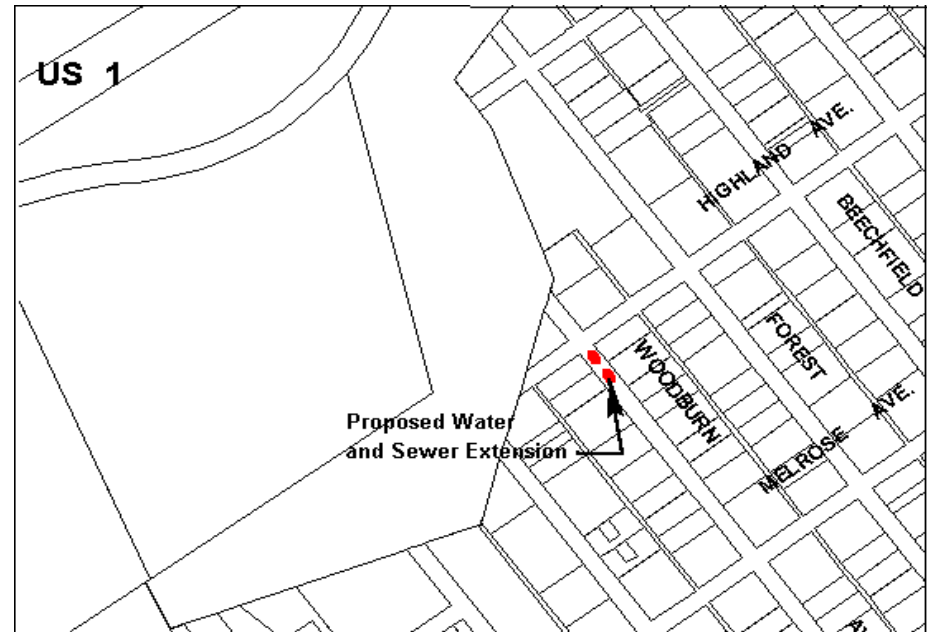 US 1
HIGHLAND AVE.
BEECHFIELD
FOREST
WOODBURN
MELROSE AVE.
Proposed Water
and Sewer Extension